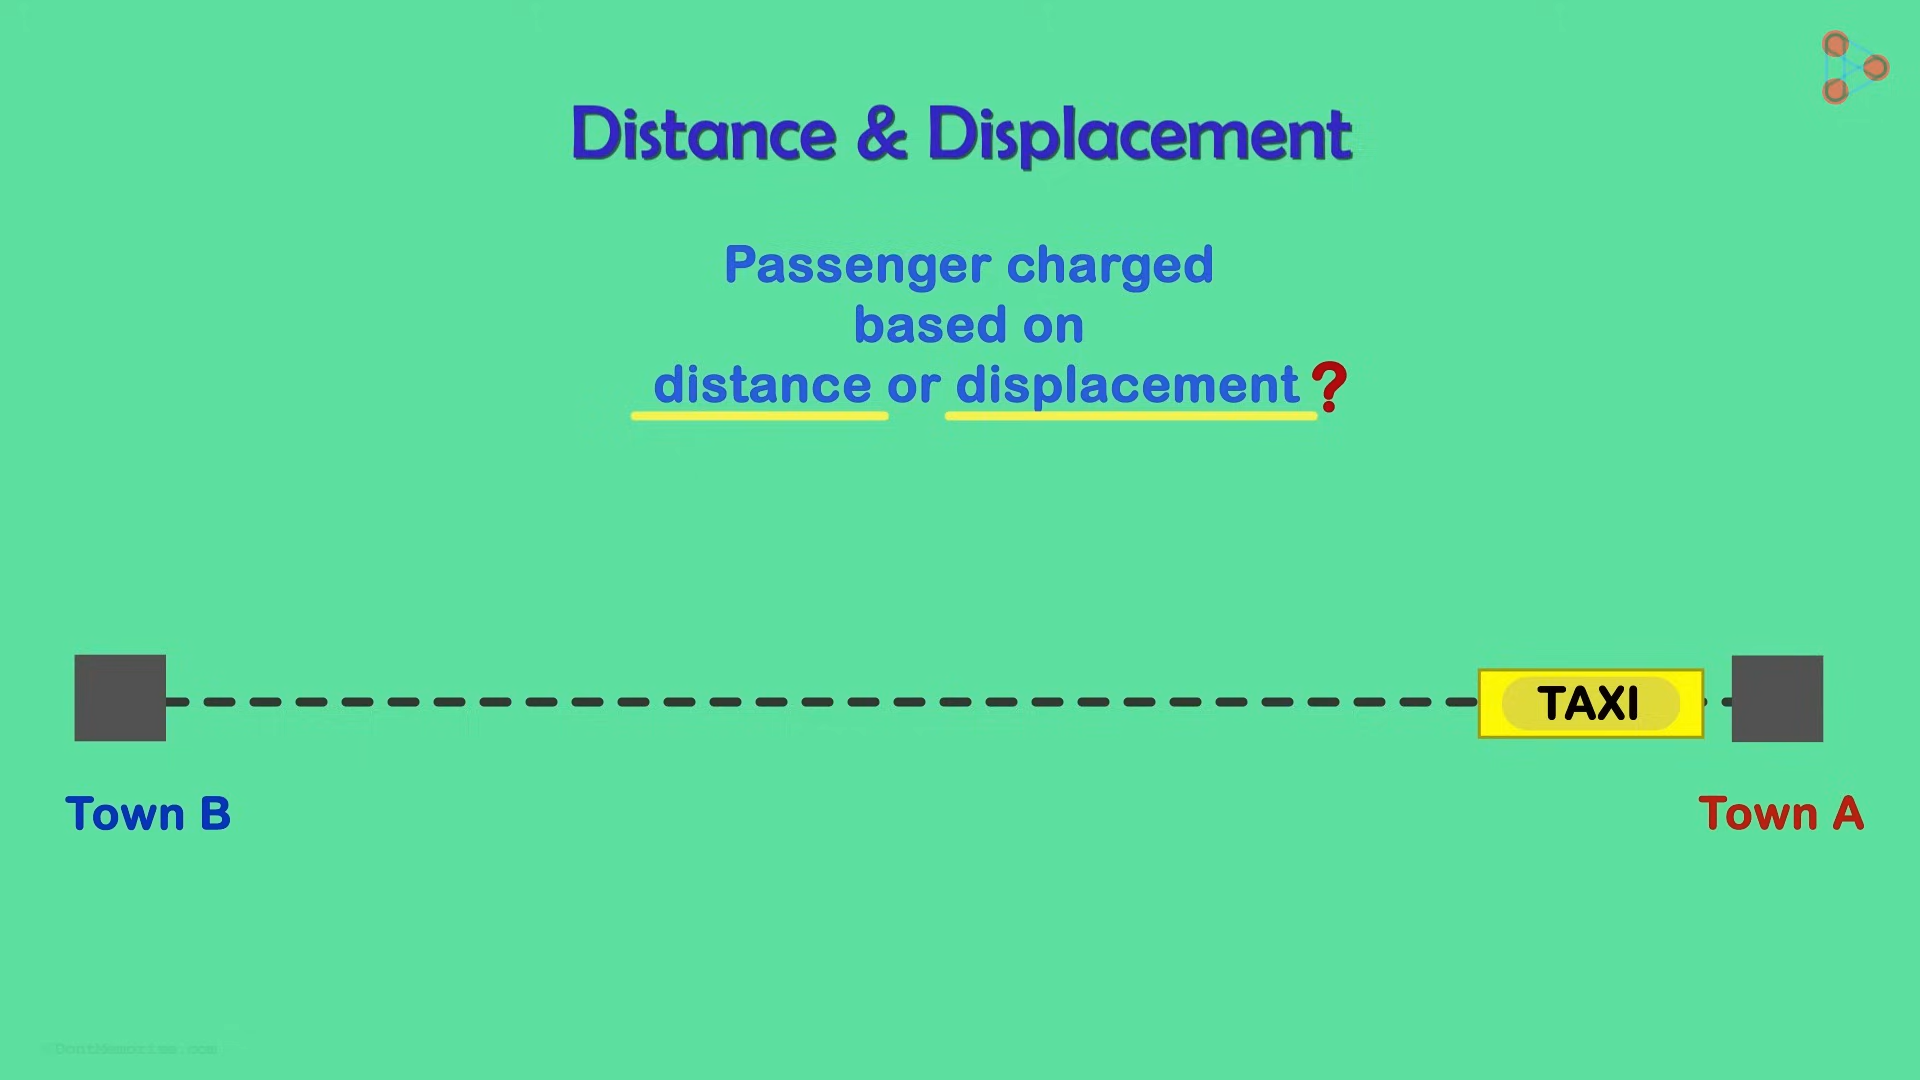 Distance & Displacement
Passenger charged
based on
distance or displacement ?
TAXI
Town B
Town A